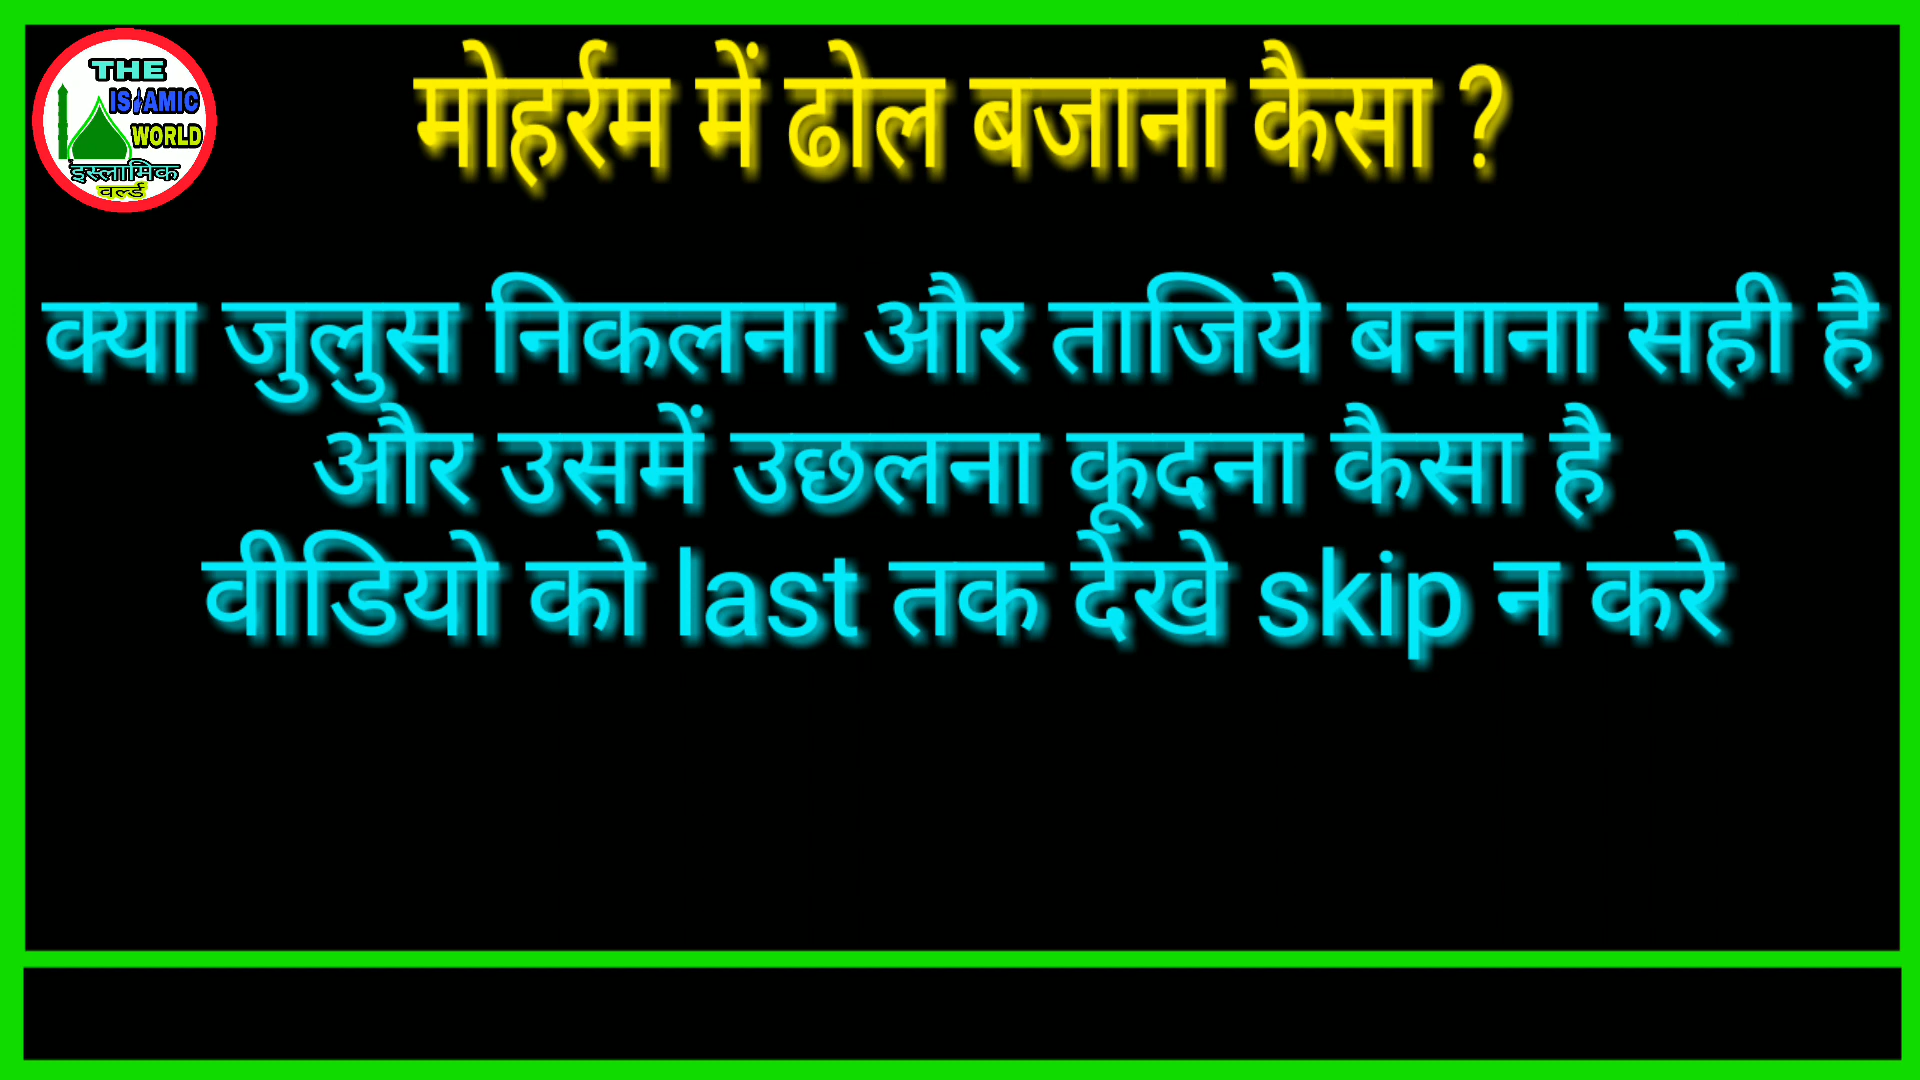 THE
ISLAMIC
WORLD
इस्लामिक
वर्ल्ड
मोहर्रम में ढोल बजाना कैसा ?
क्या जुलुस निकलना और ताजिये बनाना सही है
और उसमें उछलना कूदना कैसा है
वीडियो को last तक देखे skip न करे